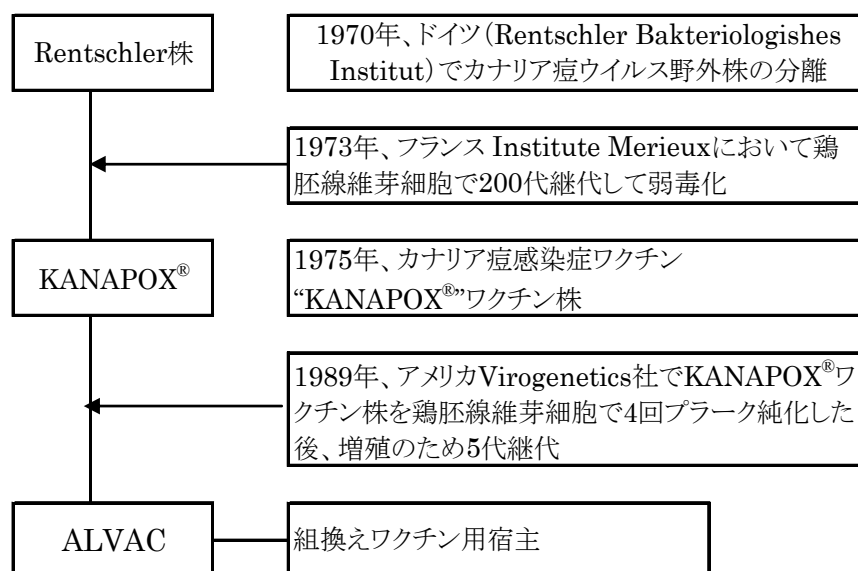 Rentschler株
1970年、ドイツ(Rentschler Bakteriologishes
Institut)でカナリア痘ウイルス野外株の分離
1973年、フランス Institute Merieuxにおいて鶏
胚線維芽細胞で200代継代して弱毒化
KANAPOX®
1975年、カナリア痘感染症ワクチン
“KANAPOX®”ワクチン株
1989年、アメリカVirogenetics社でKANAPOX®ワ
クチン株を鶏胚線維芽細胞で4回プラーク純化した
後、増殖のため5代継代
ALVAC
組換えワクチン用宿主